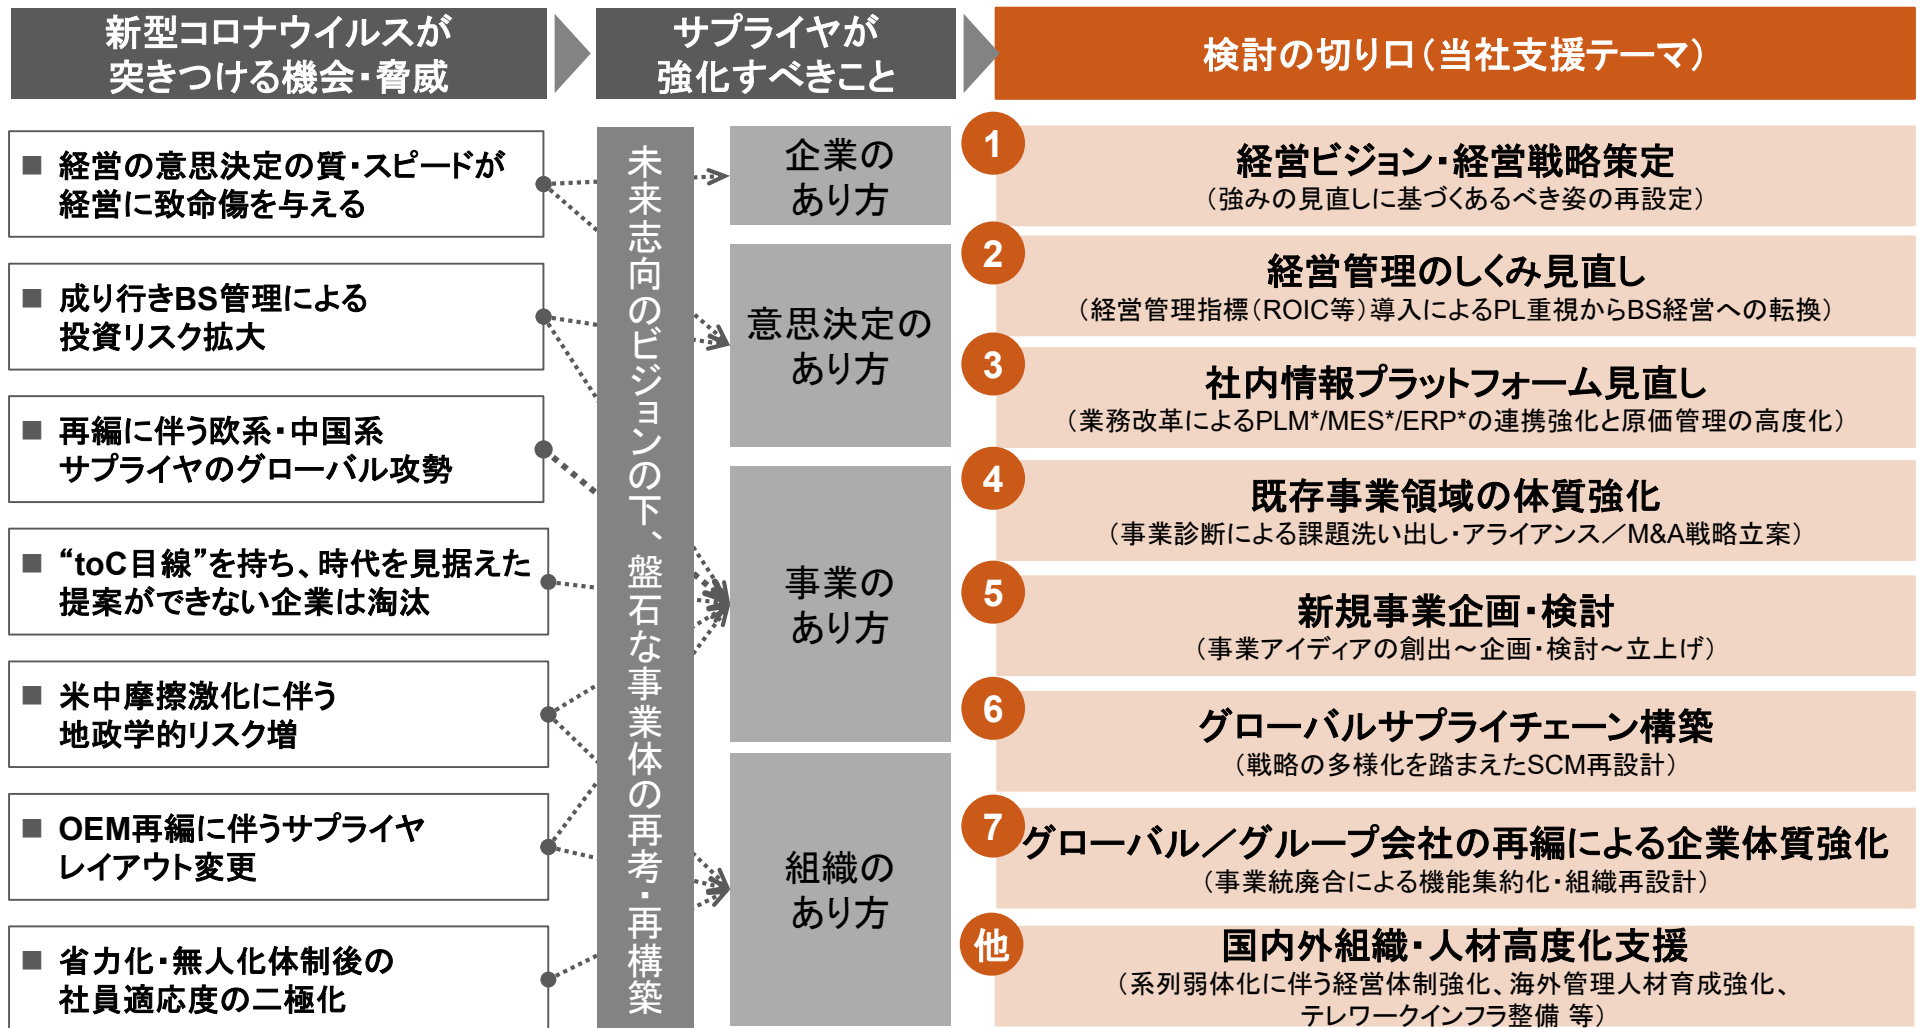 新型コロナウイルスが
突きつける機会・脅威
サプライヤが
強化すべきこと
検討の切り口（当社支援テーマ）
■ 経営の意思決定の質・スピードが
経営に致命傷を与える
■ 成り行きBS管理による
投資リスク拡大
■ 再編に伴う欧系・中国系
サプライヤのグローバル攻勢
■ “toC目線”を持ち、時代を見据えた
提案ができない企業は淘汰
■ 米中摩擦激化に伴う
地政学的リスク増
■ OEM再編に伴うサプライヤ
レイアウト変更
■ 省力化・無人化体制後の
社員適応度の二極化
未来志向のビジョンの下、盤石な事業体の再考・再構築
企業の
あり方
意思決定の
あり方
事業の
あり方
組織の
あり方
1
経営ビジョン・経営戦略策定
（強みの見直しに基づくあるべき姿の再設定）
2
経営管理のしくみ見直し
（経営管理指標（ROIC等）導入によるPL重視からBS経営への転換）
3
社内情報プラットフォーム見直し
（業務改革によるPLM*/MES*/ERP*の連携強化と原価管理の高度化）
4
既存事業領域の体質強化
（事業診断による課題洗い出し・アライアンス／M&A戦略立案）
5
新規事業企画・検討
（事業アイディアの創出～企画・検討～立上げ）
6
グローバルサプライチェーン構築
（戦略の多様化を踏まえたSCM再設計）
7
グローバル／グループ会社の再編による企業体質強化
（事業統廃合による機能集約化・組織再設計）
他
国内外組織・人材高度化支援
（系列弱体化に伴う経営体制強化、海外管理人材育成強化、
テレワークインフラ整備 等）